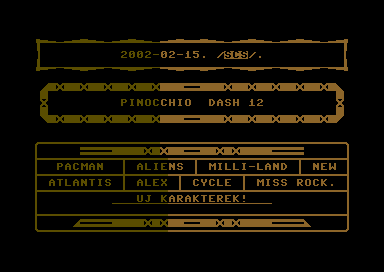 2002-02-15. /SCS/.
PINOCCHIO DASH 12
PACMAN ALIENS MILLI-LAND NEW
ATLANTIS ALEX CYCLE MISS ROCK.
UJ KARAKTEREK!